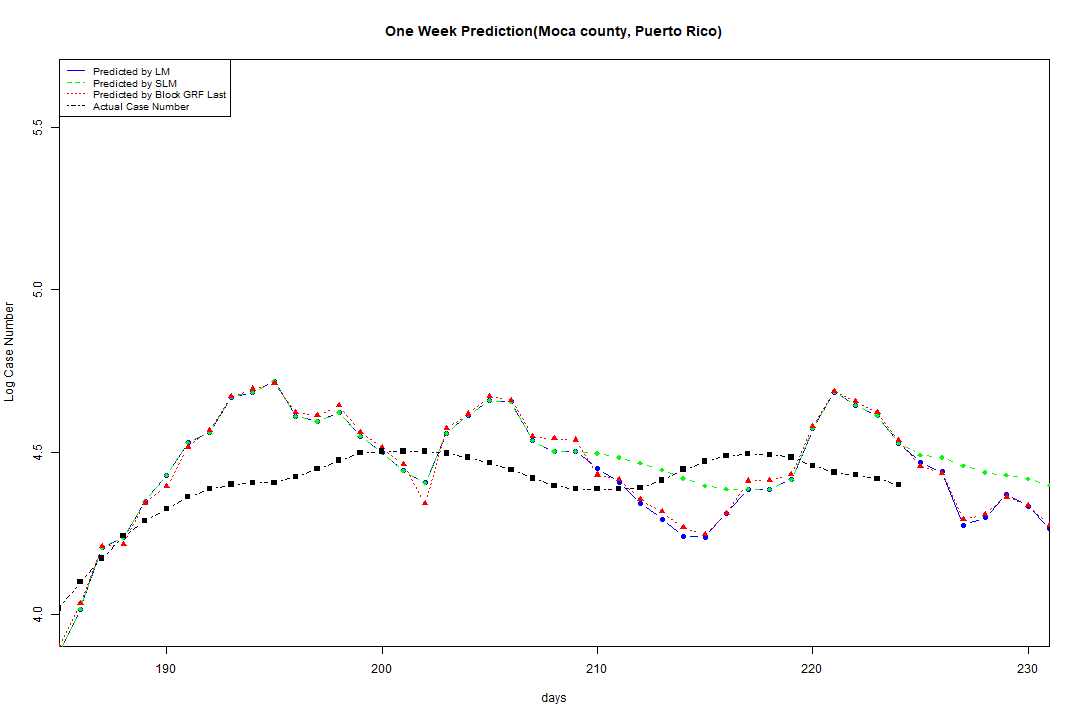 One Week Prediction(Moca county, Puerto Rico)
Predicted by LM
Predicted by SLM
Predicted by Block GRF Last
Actual Case Number
5.5
5.0
4.5
4.0
Log Case Number
190
200
210
220
230
days